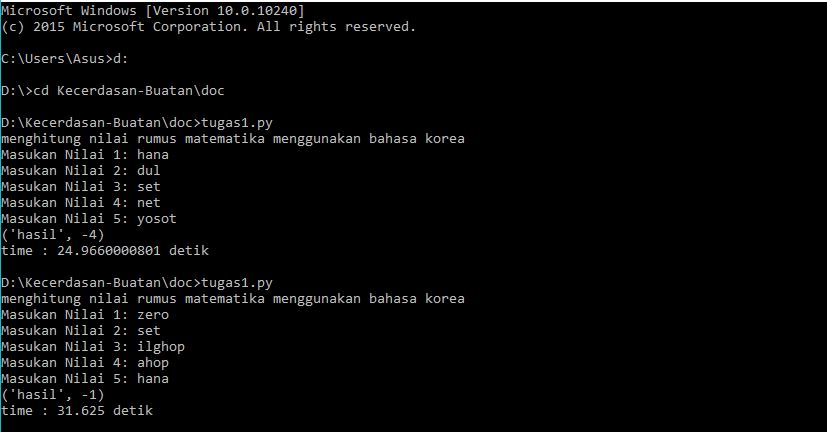 Microsoft Windows [Version 10.0.10240]
(c) 2015 Microsoft Corporation. All rights reserved.
C:\Users\Asus>d:
D:\>cd Kecerdasan-Buatan\doc
D:\Kecerdasan-Buatan\doc>tugas1.py
menghitung nilai rumus matematika menggunakan bahasa korea
Masukan Nilai 1: hana
Masukan Nilai 2: dul
Masukan Nilai 3: set
Masukan Nilai 4: net
Masukan Nilai 5: yosot
('hasil', -4)
time : 24.9660000801 detik
D:\Kecerdasan-Buatan\doc>tugas1.py
menghitung nilai rumus matematika menggunakan bahasa korea
Masukan Nilai 1: zero
Masukan Nilai 2: set
Masukan Nilai 3: ilghop
Masukan Nilai 4: ahop
Masukan Nilai 5: hana
('hasil', -1)
time : 31.625 detik